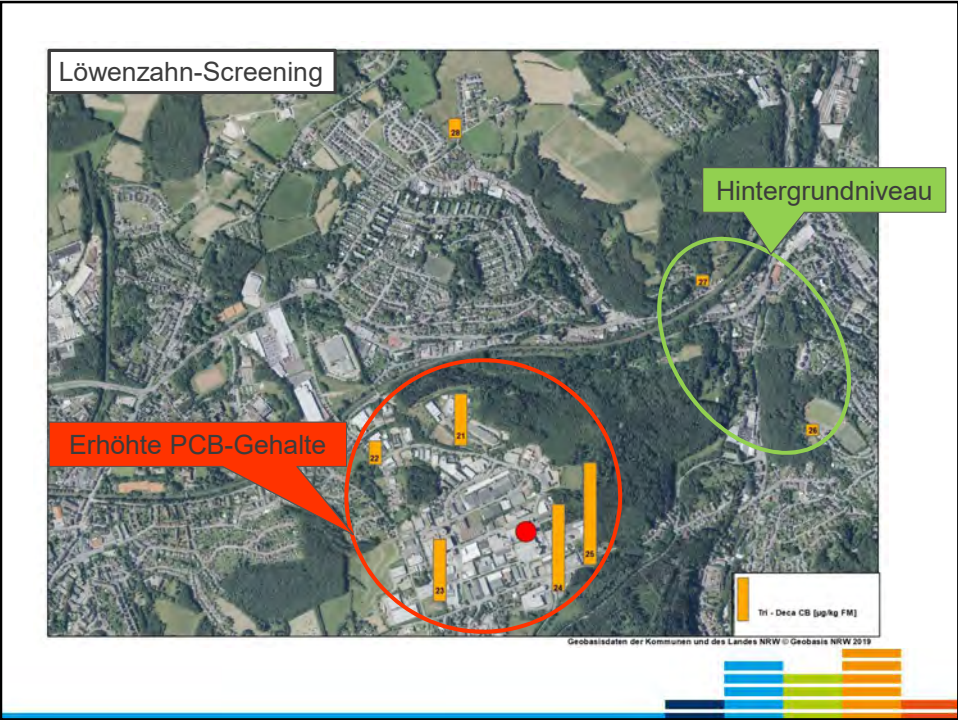 Löwenzahn-Screening
28
Hintergrundniveau
27
21
Erhöhte PCB-Gehalte
22
26
25
24
23
Tri - Deca CB [µg/kg FM]
Geobasisdaten der Kommunen und des Landes NRW © Geobasis NRW 2019